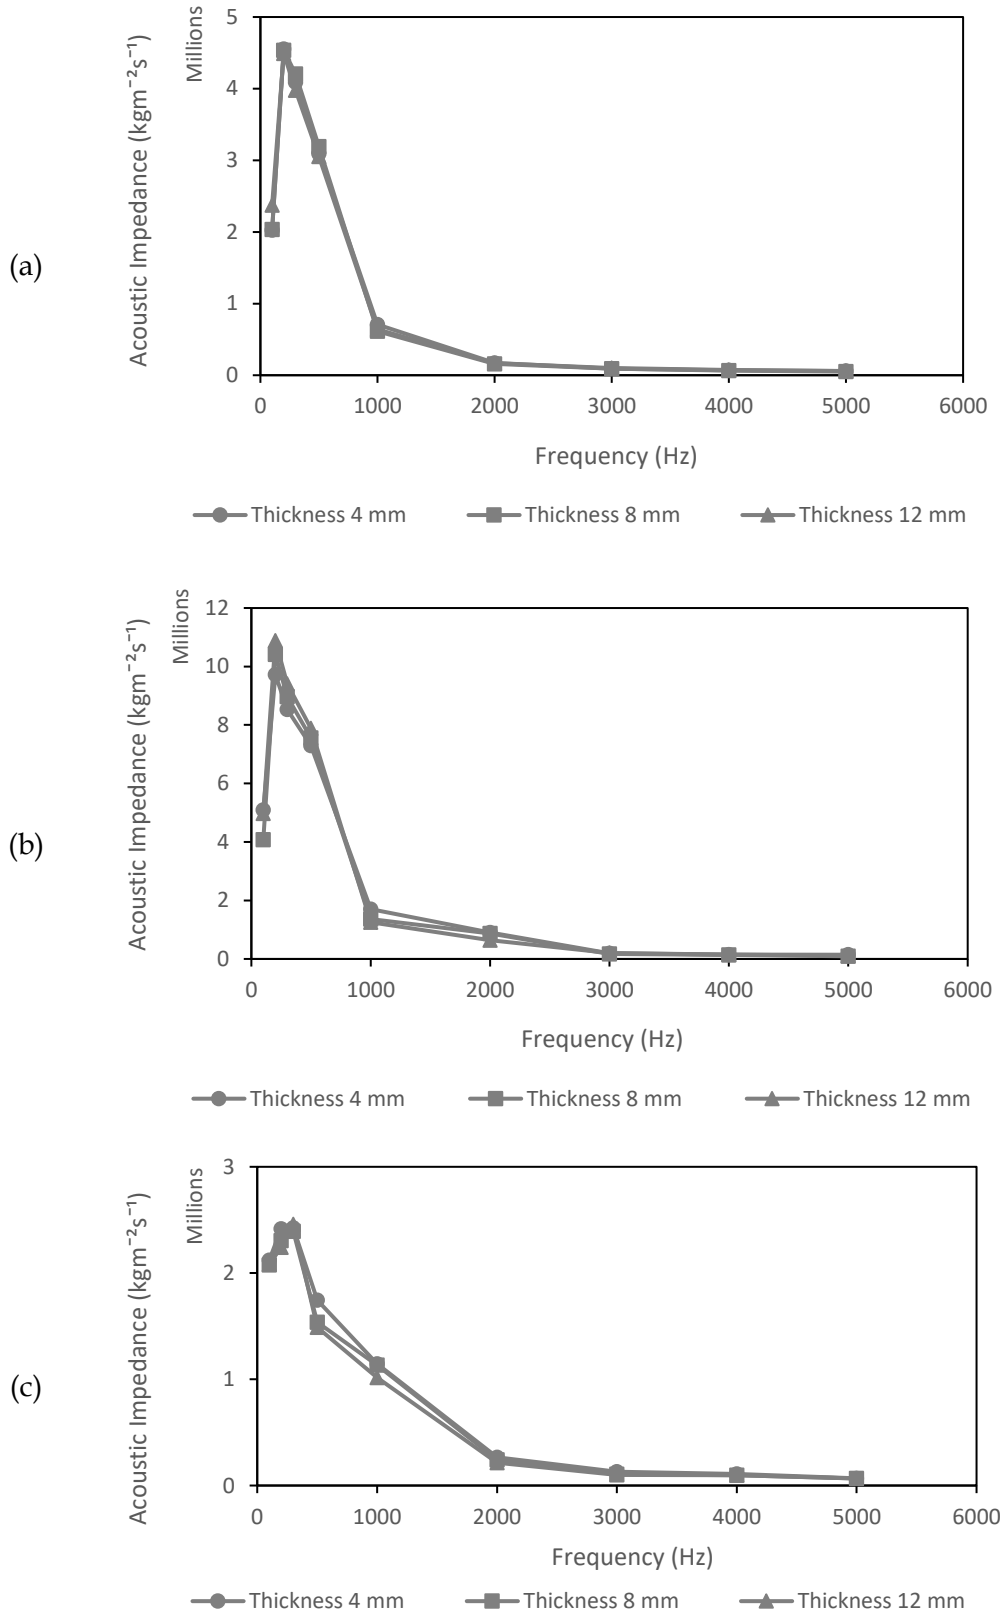 (a)
Acoustic Impedance (kgm⁻²s⁻¹)
Millions
5
4
3
2
1
0
0 1000 2000 3000 4000 5000 6000
Frequency (Hz)
Thickness 4 mm Thickness 8 mm Thickness 12 mm
(b)
Acoustic Impedance (kgm⁻²s⁻¹)
Millions
12
10
8
6
4
2
0
0 1000 2000 3000 4000 5000 6000
Frequency (Hz)
Thickness 4 mm Thickness 8 mm Thickness 12 mm
(c)
Acoustic Impedance (kgm⁻²s⁻¹)
Millions
3
2
1
0
0 1000 2000 3000 4000 5000 6000
Frequency (Hz)
Thickness 4 mm Thickness 8 mm Thickness 12 mm